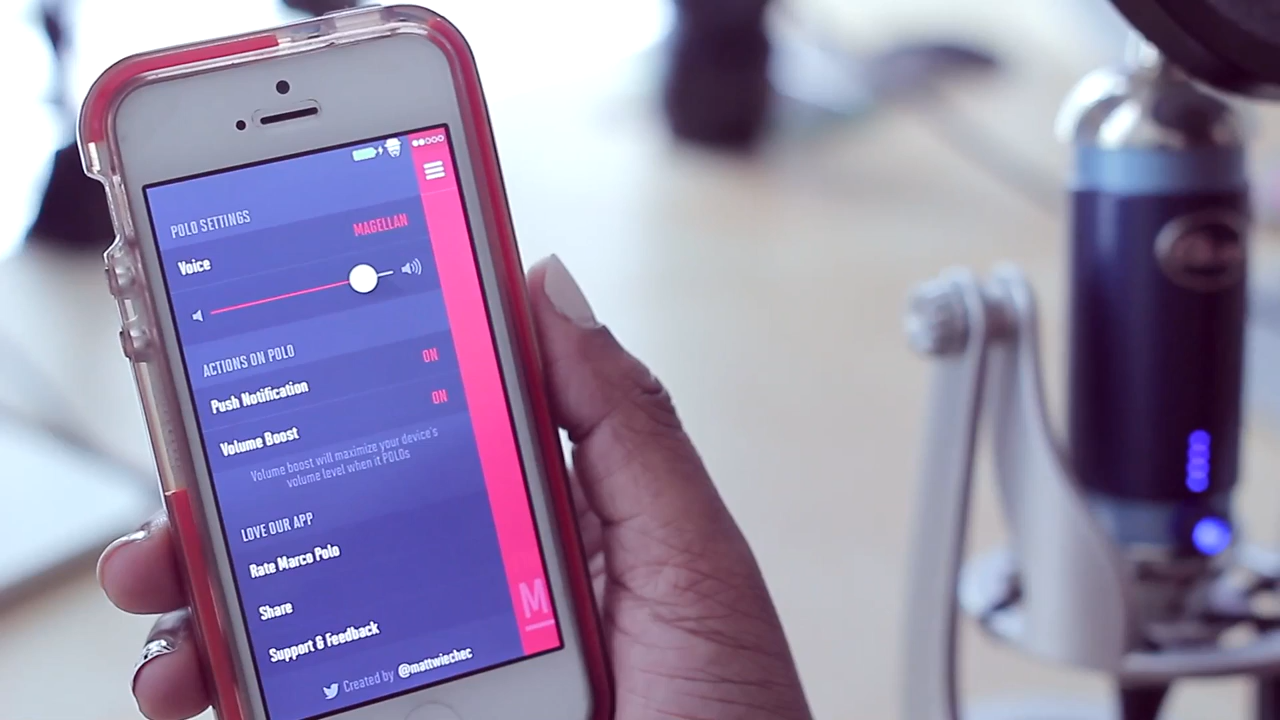 POLO SETTINGS
Voice
MAGELLAN
ACTIONS ON POLO
Push Notification
ON
Volume Boost
ON
Volume boost will maximize your device's
volume level when it POLOs
LOVE OUR APP
Rate Marco Polo
Share
Support & Feedback
Created by @mattwiechec
M